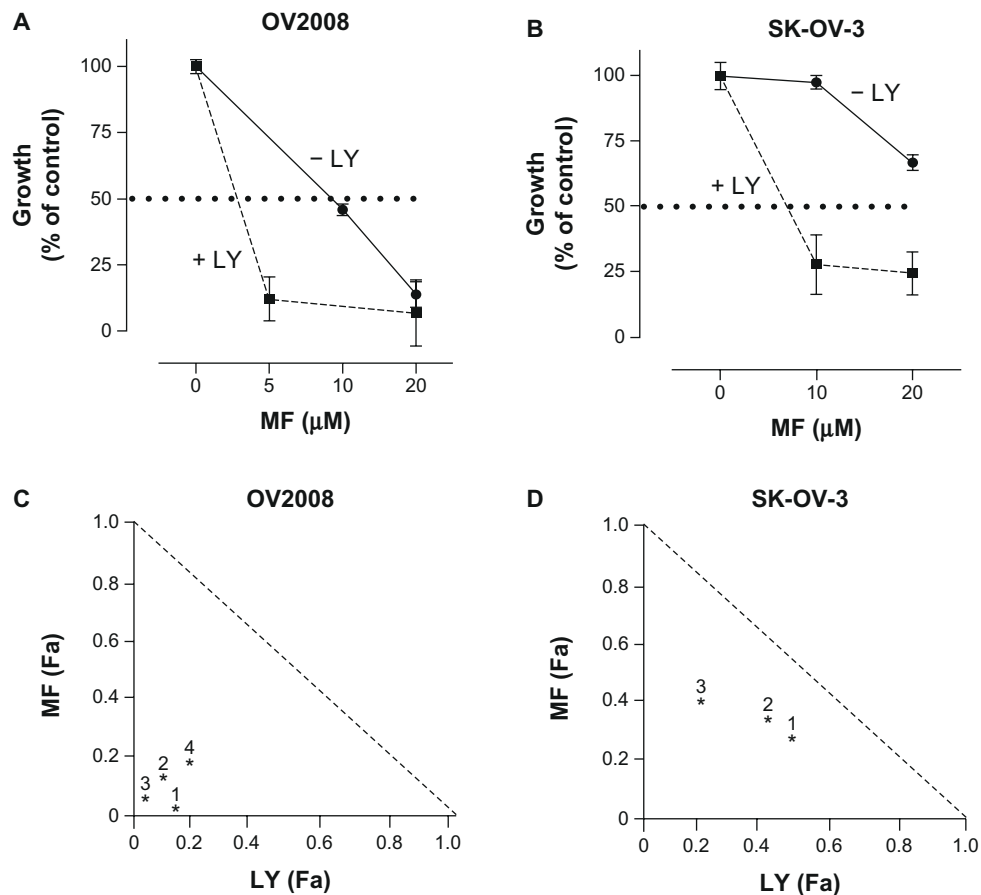 A
OV2008
Growth
(% of control)
100
75
50
25
0
– LY
+ LY
0 5 10 20
MF (μM)
B
SK-OV-3
Growth
(% of control)
100
75
50
25
0
– LY
+ LY
0 10 20
MF (μM)
C
OV2008
MF (Fa)
1.0
0.8
0.6
0.4
0.2
0
3
*
2
*
1
*
4
*
0 0.2 0.4 0.6 0.8 1.0
LY (Fa)
D
SK-OV-3
MF (Fa)
1.0
0.8
0.6
0.4
0.2
0
3
*
2
*
1
*
0 0.2 0.4 0.6 0.8 1.0
LY (Fa)